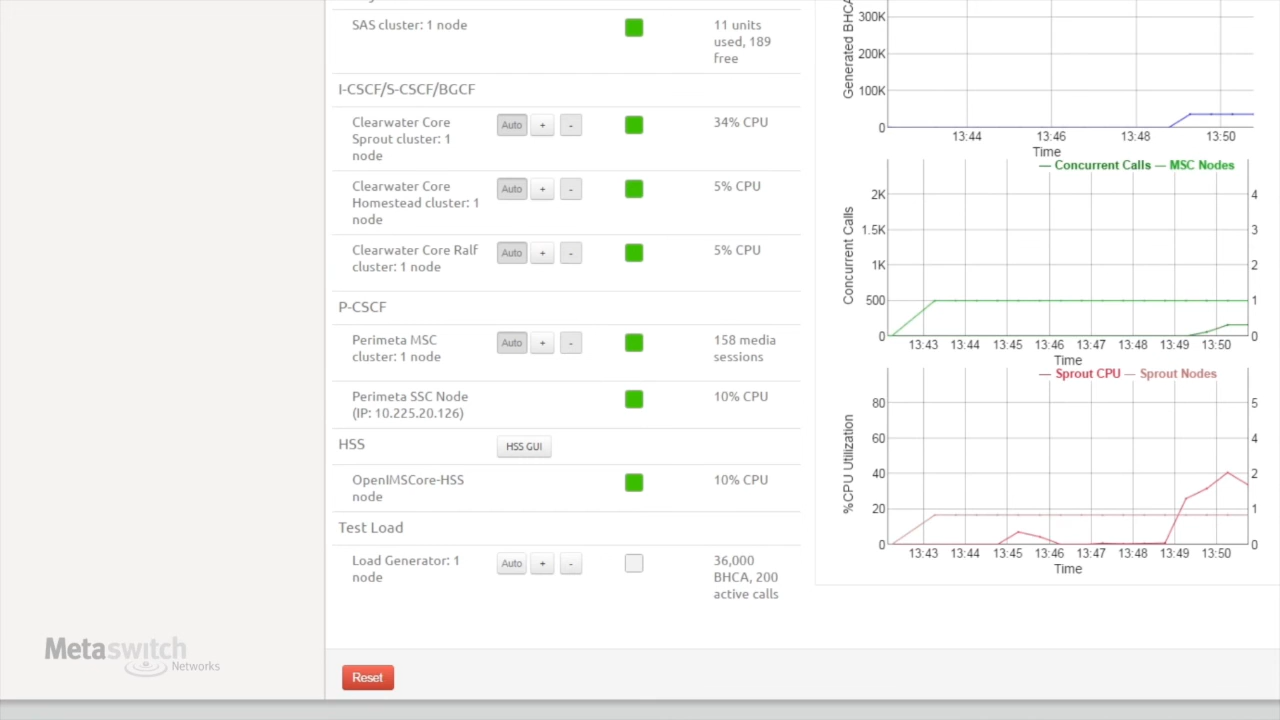 SAS cluster: 1 node
11 units
used, 189
free
I-CSCF/S-CSCF/BGCF
Clearwater Core
Sprout cluster: 1
node
Auto
+
-
34% CPU
Clearwater Core
Homestead cluster: 1
node
Auto
+
-
5% CPU
Clearwater Core Ralf
cluster: 1 node
Auto
+
-
5% CPU
P-CSCF
Perimeta MSC
cluster: 1 node
Auto
+
-
158 media
sessions
Perimeta SSC Node
(IP: 10.225.20.126)
10% CPU
HSS
HSS GUI
OpenIMSCore-HSS
node
10% CPU
Test Load
Load Generator: 1
node
Auto
+
-
36,000
BHCA, 200
active calls
Reset
Metaswitch
Networks
Generated BHCA
300K
200K
100K
0
13:44 13:46 13:48 13:50
Time
— Concurrent Calls — MSC Nodes
Concurrent Calls
2K
1.5K
1K
500
0
4
3
2
1
0
13:43 13:44 13:45 13:46 13:47 13:48 13:49 13:50
Time
— Sprout CPU — Sprout Nodes
%CPU Utilization
80
60
40
20
0
5
4
2
1
0
13:43 13:44 13:45 13:46 13:47 13:48 13:49 13:50
Time